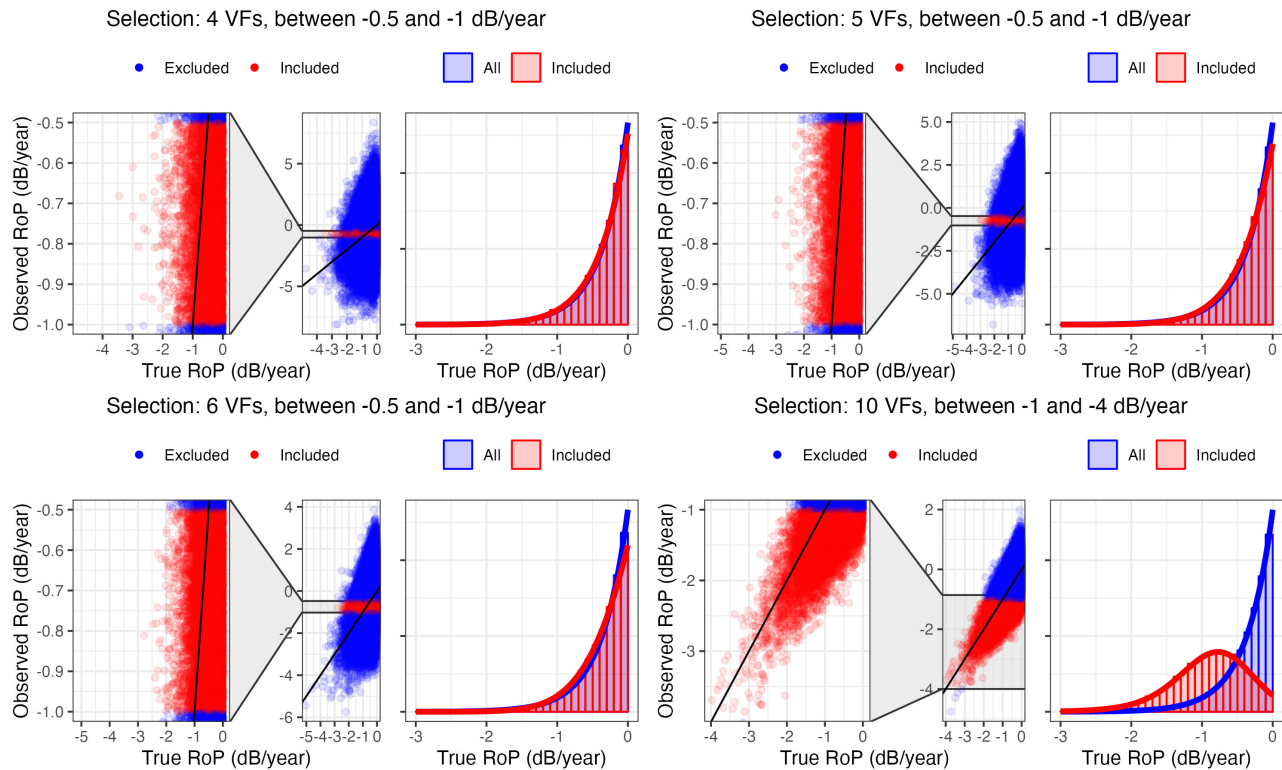 Selection: 4 VFs, between -0.5 and -1 dB/year
Excluded Included All Included
Observed RoP (dB/year)
-0.5
-0.6
-0.7
-0.8
-0.9
-1.0
5
0
-5
-4 -3 -2 -1 0
-4 -3 -2 -1 0
-3 -2 -1 0
True RoP (dB/year) True RoP (dB/year)
Selection: 5 VFs, between -0.5 and -1 dB/year
Excluded Included All Included
Observed RoP (dB/year)
-0.5
-0.6
-0.7
-0.8
-0.9
-1.0
5.0
2.5
0.0
-2.5
-5.0
-5 -4 -3 -2 -1 0
-5 -4 -3 -2 -1 0
-3 -2 -1 0
True RoP (dB/year) True RoP (dB/year)
Selection: 6 VFs, between -0.5 and -1 dB/year
Excluded Included All Included
Observed RoP (dB/year)
-0.5
-0.6
-0.7
-0.8
-0.9
-1.0
4
2
0
-2
-4
-6
-5 -4 -3 -2 -1 0
-5 -4 -3 -2 -1 0
-3 -2 -1 0
True RoP (dB/year) True RoP (dB/year)
Selection: 10 VFs, between -1 and -4 dB/year
Excluded Included All Included
Observed RoP (dB/year)
-1
-2
-3
2
0
-2
-4
-4 -3 -2 -1 0
-4 -3 -2 -1 0
-3 -2 -1 0
True RoP (dB/year) True RoP (dB/year)